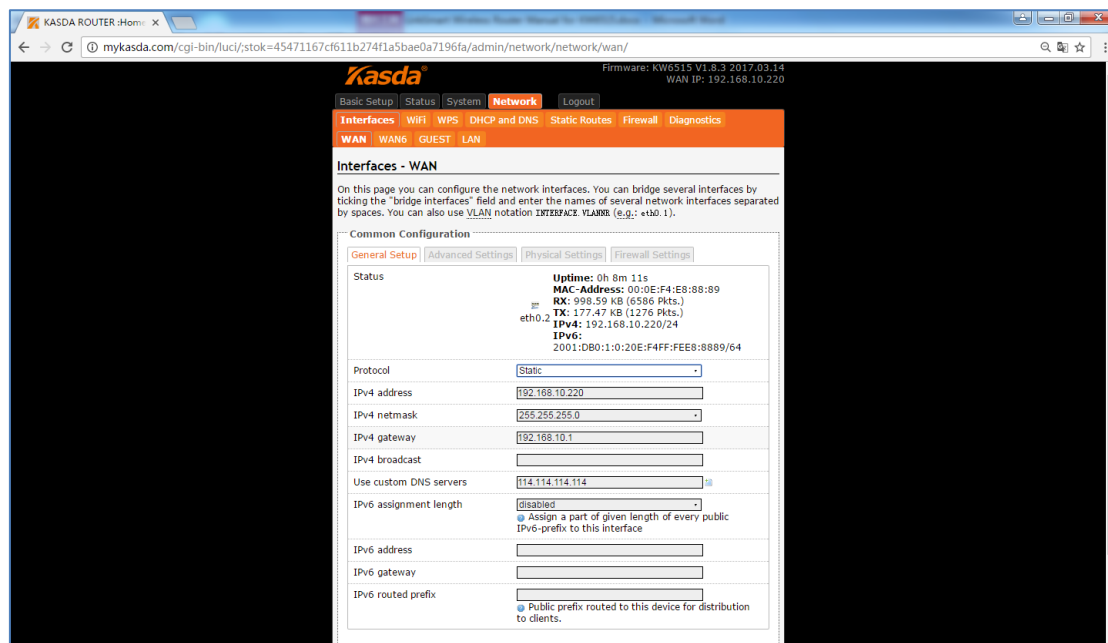 KASDA ROUTER :Home
mykasda.com/cgi-bin/luci/;stok=45471167cf611b274f1a5bae0a7196fa/admin/network/network/wan/
Kasda®
Firmware: KW6515 V1.8.3 2017.03.14
WAN IP: 192.168.10.220
Basic Setup Status System Network Logout
Interfaces WiFi WPS DHCP and DNS Static Routes Firewall Diagnostics
WAN WAN6 GUEST LAN
Interfaces - WAN
On this page you can configure the network interfaces. You can bridge several interfaces by
ticking the "bridge interfaces" field and enter the names of several network interfaces separated
by spaces. You can also use VLAN notation INTERFACE.VLANNR (e.g.: eth0.1).
Common Configuration
General Setup Advanced Settings Physical Settings Firewall Settings
Status
eth0.2
Uptime: 0h 8m 11s
MAC-Address: 00:0E:F4:E8:88:89
RX: 998.59 KB (6586 Pkts.)
TX: 177.47 KB (1276 Pkts.)
IPv4: 192.168.10.220/24
IPv6:
2001:DB0:1:0:20E:F4FF:FEE8:8889/64
Protocol Static
IPv4 address 192.168.10.220
IPv4 netmask 255.255.255.0
IPv4 gateway 192.168.10.1
IPv4 broadcast
Use custom DNS servers 114.114.114.114
IPv6 assignment length disabled
Assign a part of given length of every public
IPv6-prefix to this interface
IPv6 address
IPv6 gateway
IPv6 routed prefix
Public prefix routed to this device for distribution
to clients.